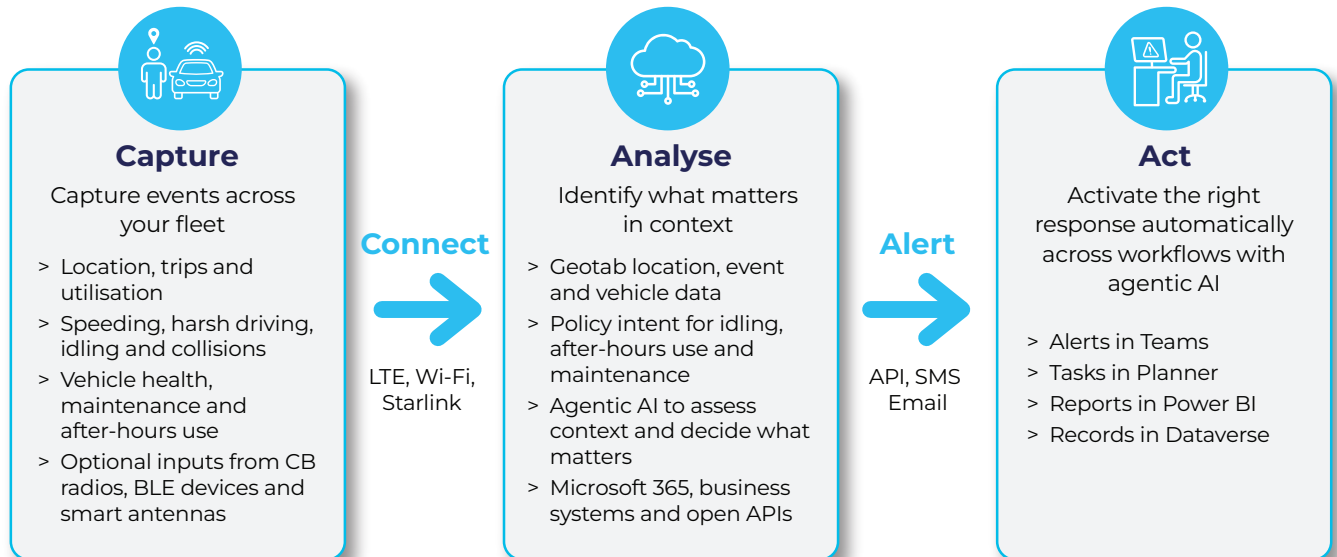 Capture
Capture events across
your fleet
> Location, trips and
utilisation
> Speeding, harsh driving,
idling and collisions
> Vehicle health,
maintenance and
after-hours use
> Optional inputs from CB
radios, BLE devices and
smart antennas
Connect
LTE, Wi-Fi,
Starlink
Analyse
Identify what matters
in context
> Geotab location, event
and vehicle data
> Policy intent for idling,
after-hours use and
maintenance
> Agentic AI to assess
context and decide what
matters
> Microsoft 365, business
systems and open APIs
Alert
API, SMS
Email
Act
Activate the right
response automatically
across workflows with
agentic AI
> Alerts in Teams
> Tasks in Planner
> Reports in Power BI
> Records in Dataverse